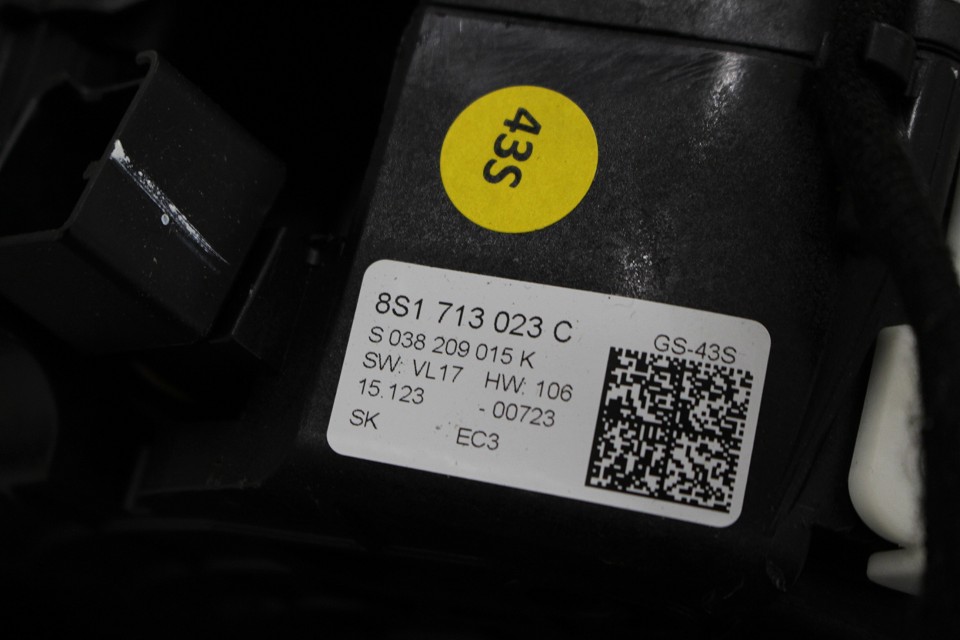 43S
8S1 713 023 C
S 038 209 015 K
GS-43S
SW: VL17 HW: 106
15.123 - 00723
SK EC3